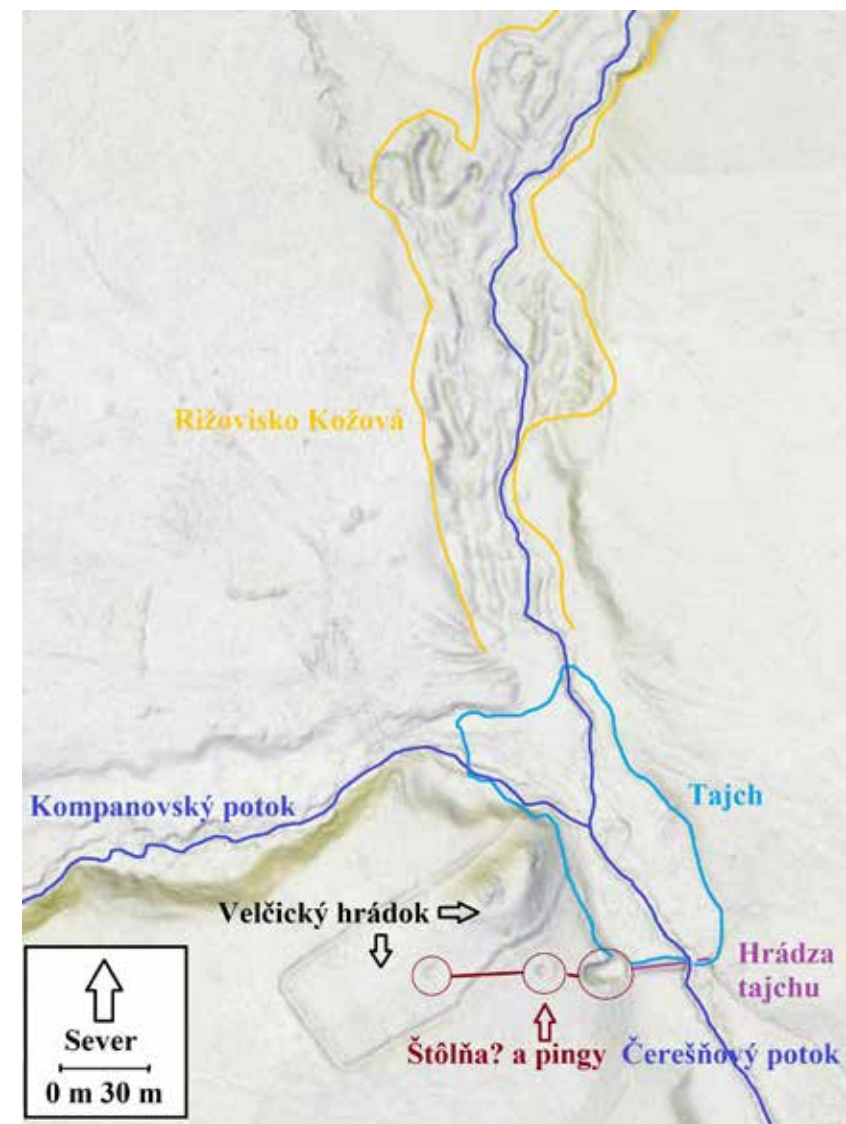 Rižovisko Kožová
Kompanovský potok
Tajch
Velčický hrádok
Hrádza
tajchu
Sever
0 m 30 m
Štôlňa? a pingy
Čerešňový potok